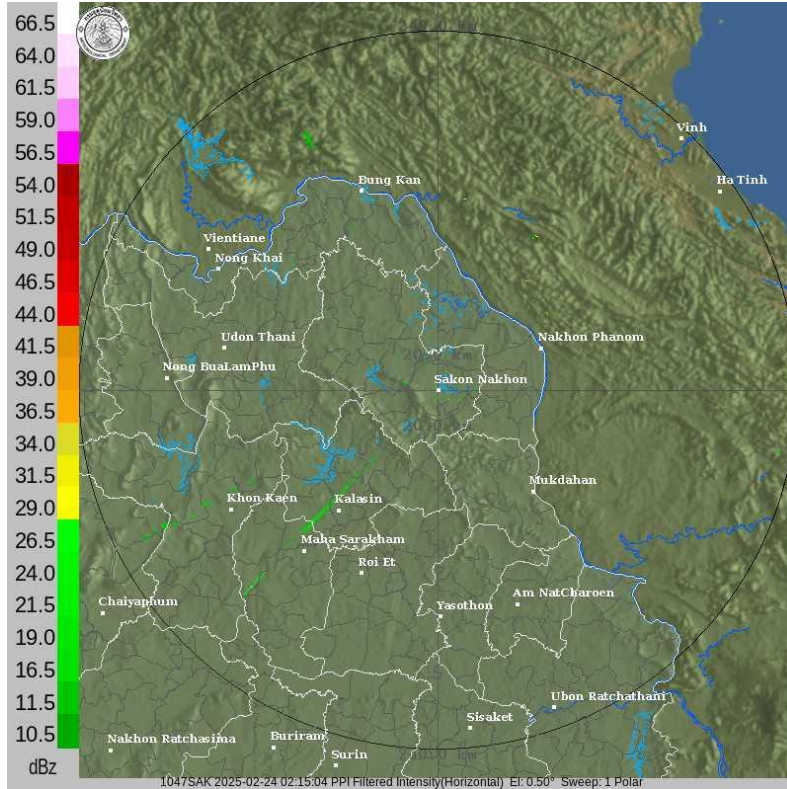 66.5
64.0
61.5
59.0
56.5
54.0
51.5
49.0
46.5
44.0
41.5
39.0
36.5
34.0
31.5
29.0
26.5
24.0
21.5
19.0
16.5
11.5
10.5
dBz
Vinh
Ha Tinh
Bung Kan
Vientiane
Nong Khai
Udon Thani
Nakhon Phanom
Nong BuaLamPhu
Sakon Nakhon
Mukdahan
Khon Kaen
Kalasin
Maha Sarakham
Roi Et
Chaiyaphum
Am NatCharoen
Yasothon
Ubon Ratchathani
Sisaket
Buriram
Nakhon Ratchasima
Surin
1047SAK 2025-02-24 02:15:04 PPI Filtered Intensity(Horizontal) El: 0.50° Sweep: 1 Polar